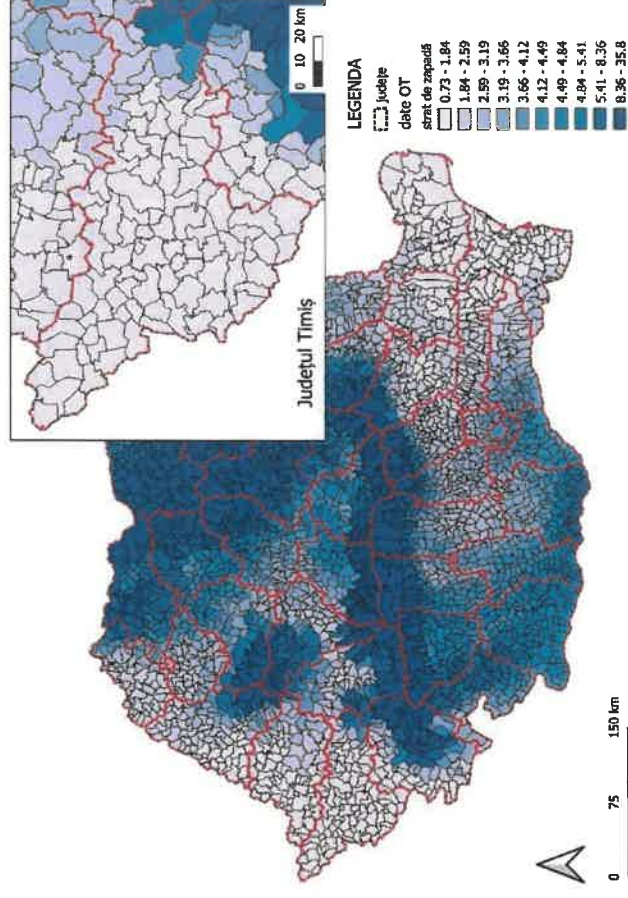 Județul Timiș
0 10 20 km
LEGENDA
județe
date OT
strat de zapadă
0.73 - 1.84
1.84 - 2.59
2.59 - 3.19
3.19 - 3.66
3.66 - 4.12
4.12 - 4.49
4.49 - 4.84
4.84 - 5.41
5.41 - 8.36
8.36 - 35.8
0 75 150 km